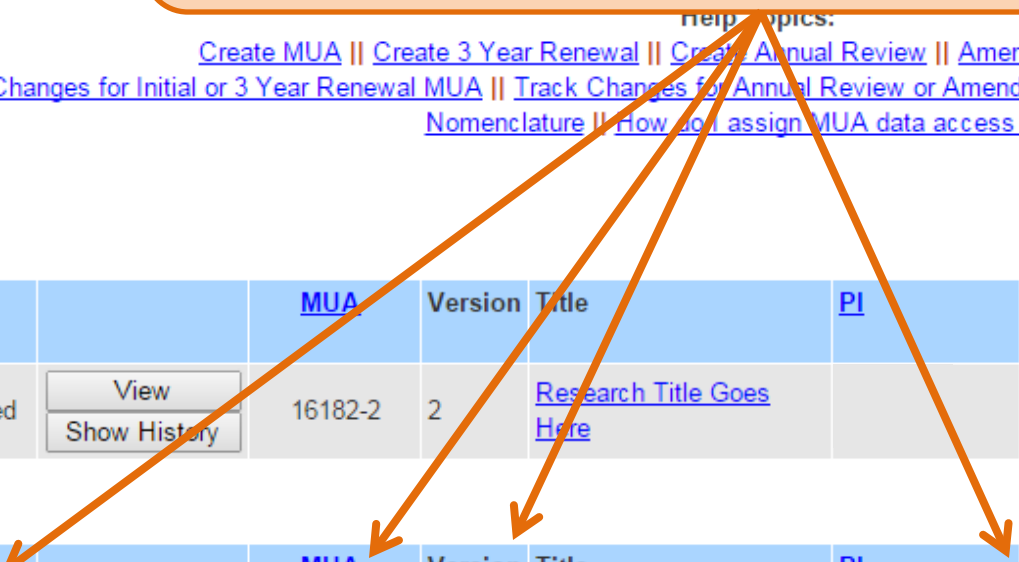 Help Topics:
Create MUA || Create 3 Year Renewal || Create Annual Review ||
Changes for Initial or 3 Year Renewal MUA || Track Changes for Annual Review or
Nomenclature || How do I assign MUA data access
MUA Version Title PI
View
Show History
16182-2 2 Research Title Goes
Here
MUA Version Title PI